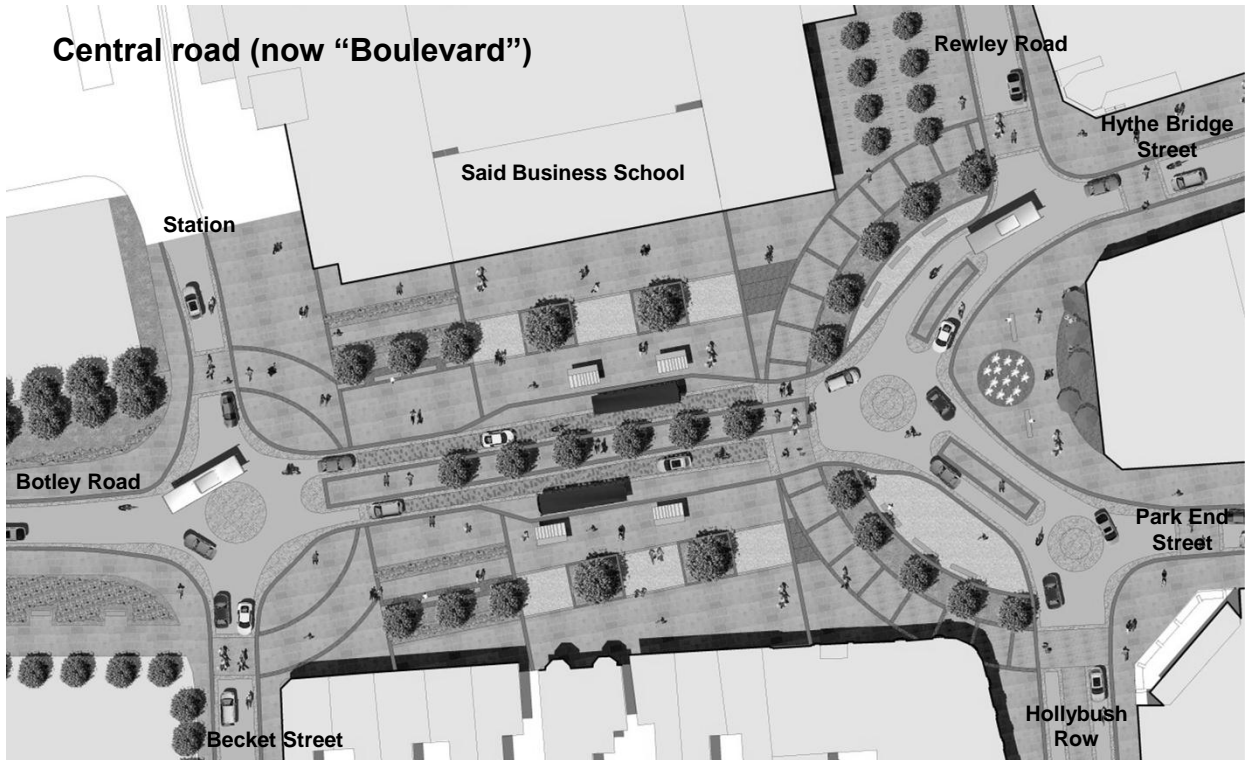 Central road (now “Boulevard”)
Rewley Road
Hythe Bridge
Street
Said Business School
Station
Botley Road
Park End
Street
Hollybush
Row
Becket Street